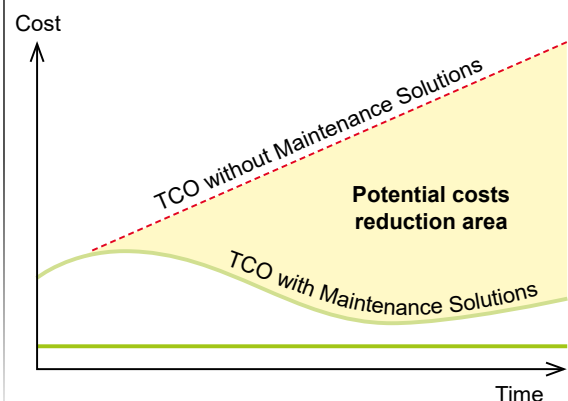 Cost
TCO without Maintenance Solutions
Potential costs
reduction area
TCO with Maintenance Solutions
Time